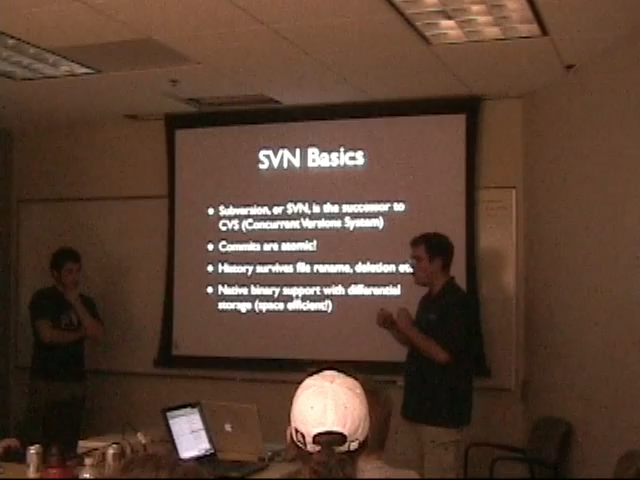 SVN Basics
• Subversion, or SVN, is the successor to
CVS (Concurrent Versions System)
• Commits are atomic!
• History survives file rename, deletion etc.
• Native binary support with differential
storage (space efficient!)